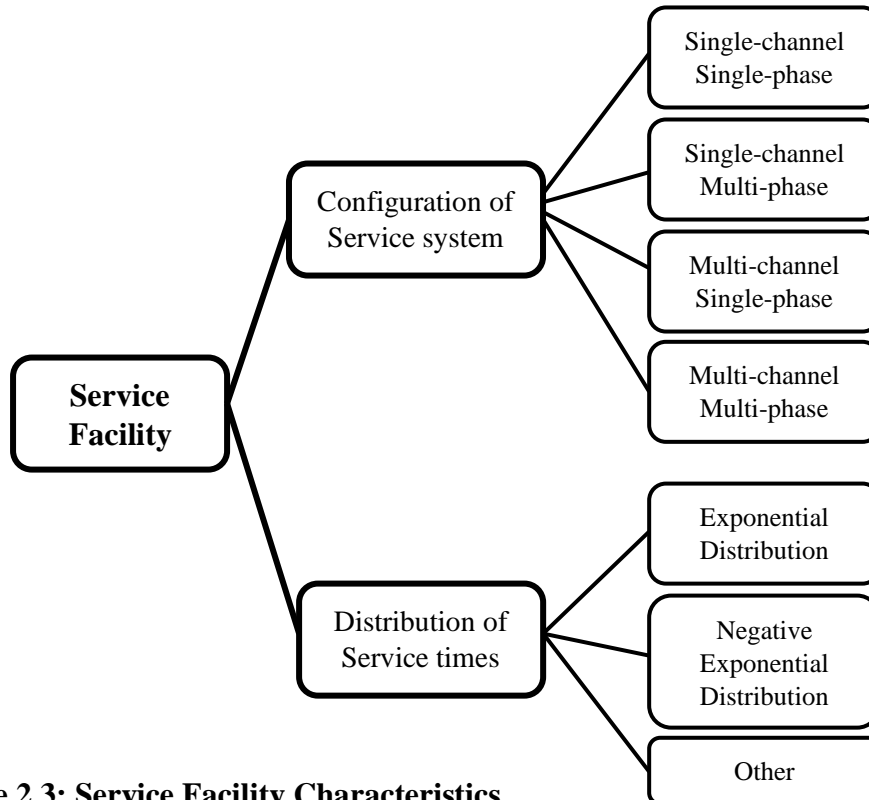 Single-channel
Single-phase
Single-channel
Multi-phase
Configuration of
Service system
Multi-channel
Single-phase
Multi-channel
Multi-phase
Service
Facility
Exponential
Distribution
Distribution of
Service times
Negative
Exponential
Distribution
Other
2.3: Service Facility Characteristics